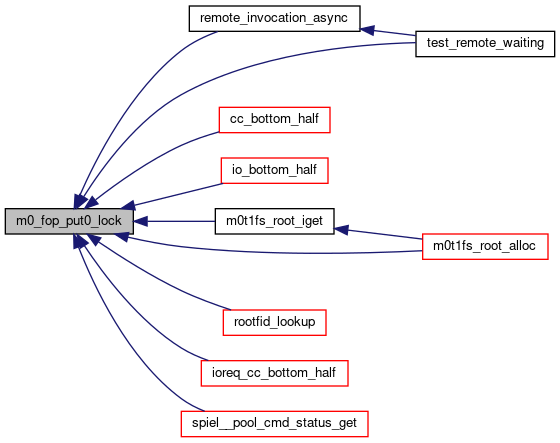 remote_invocation_async
test_remote_waiting
cc_bottom_half
io_bottom_half
m0_fop_put0_lock
m0t1fs_root_iget
m0t1fs_root_alloc
rootfid_lookup
ioreq_cc_bottom_half
spiel__pool_cmd_status_get